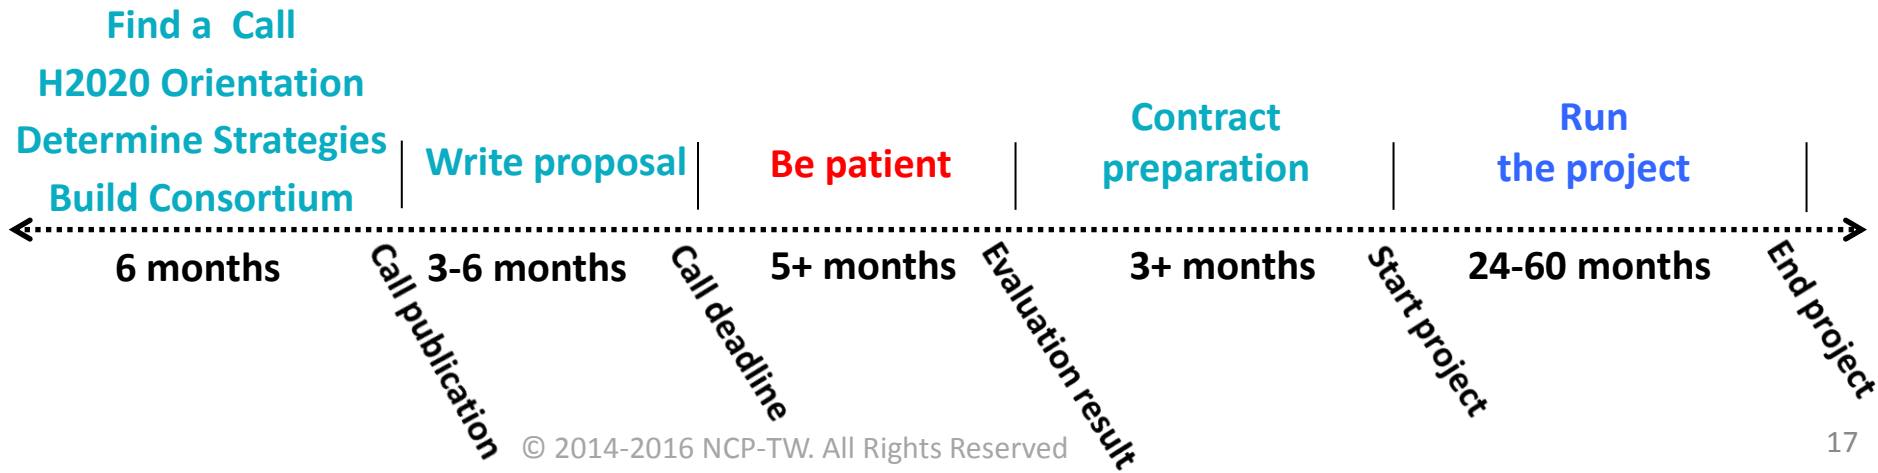 Find a  Call
H2020 Orientation
Determine Strategies
Build Consortium
Write proposal
Be patient
Contract
preparation
Run
the project
6 months
Call publication
3-6 months
Call deadline
5+ months
Evaluation result
3+ months
Start project
24-60 months
End project
© 2014-2016 NCP-TW. All Rights Reserved
17